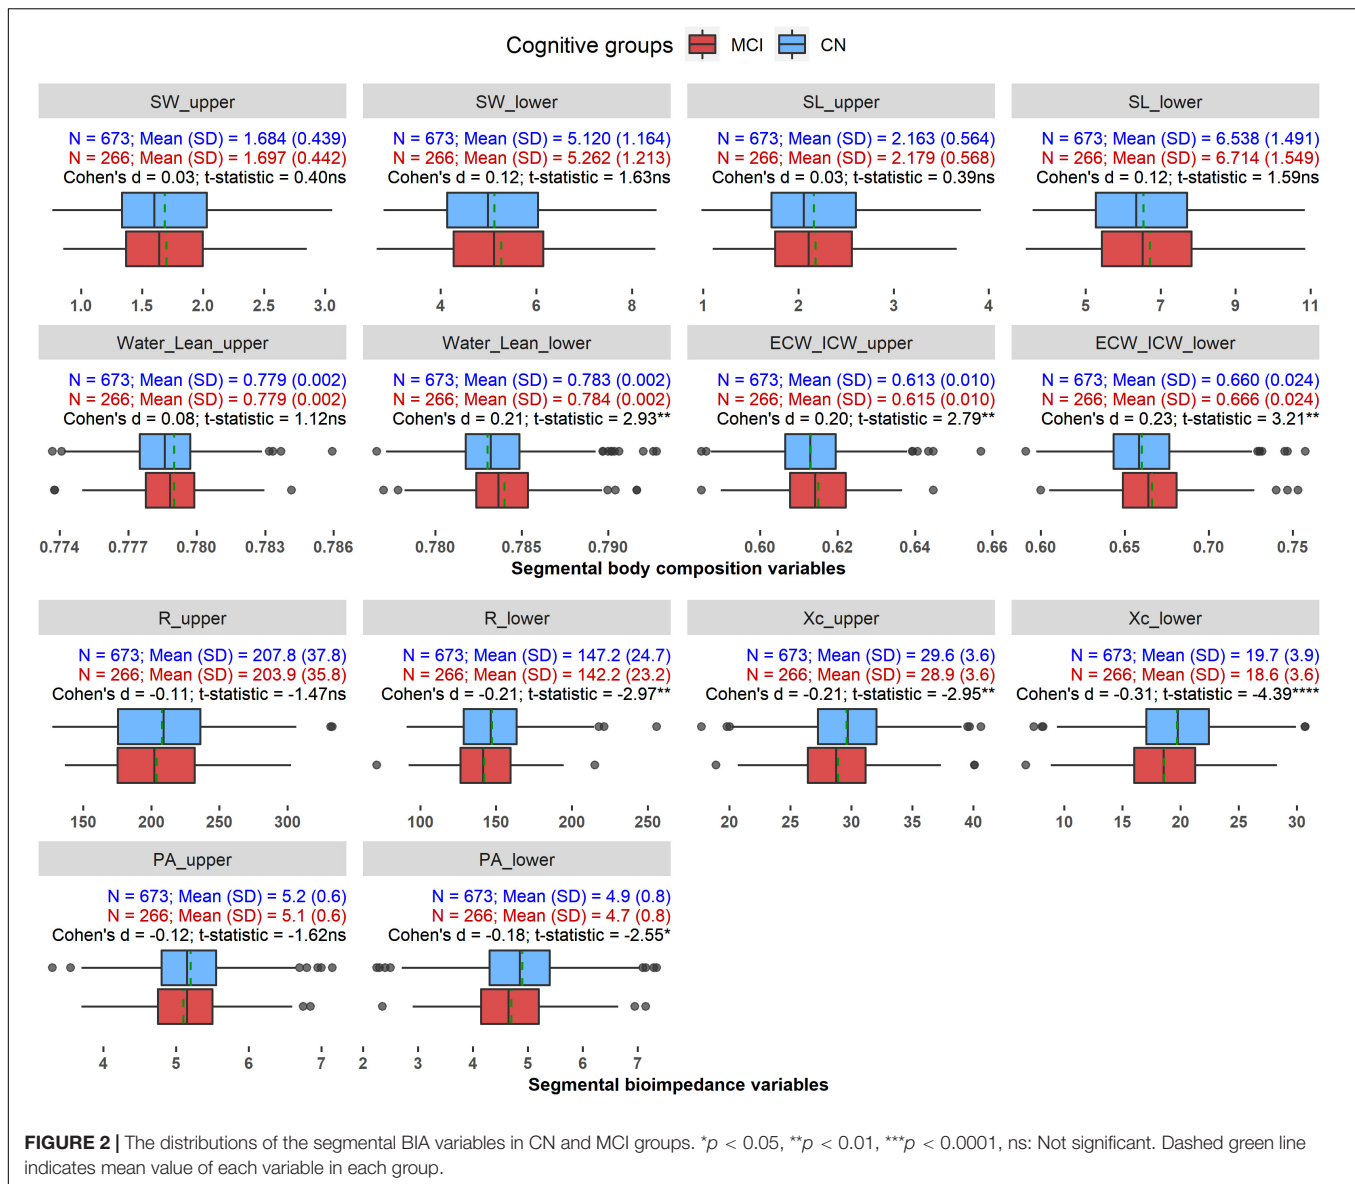 Cognitive groups MCI CN
SW_upper SW_lower SL_upper SL_lower
N = 673; Mean (SD) = 1.684 (0.439) N = 673; Mean (SD) = 5.120 (1.164) N = 673; Mean (SD) = 2.163 (0.564) N = 673; Mean (SD) = 6.538 (1.491)
N = 266; Mean (SD) = 1.697 (0.442) N = 266; Mean (SD) = 5.262 (1.213) N = 266; Mean (SD) = 2.179 (0.568) N = 266; Mean (SD) = 6.714 (1.549)
Cohen's d = 0.03; t-statistic = 0.40ns Cohen's d = 0.12; t-statistic = 1.63ns Cohen's d = 0.03; t-statistic = 0.39ns Cohen's d = 0.12; t-statistic = 1.59ns
1.0 1.5 2.0 2.5 3.0 4 6 8 1 2 3 4 5 7 9 11
Water_Lean_upper Water_Lean_lower ECW_ICW_upper ECW_ICW_lower
N = 673; Mean (SD) = 0.779 (0.002) N = 673; Mean (SD) = 0.783 (0.002) N = 673; Mean (SD) = 0.613 (0.010) N = 673; Mean (SD) = 0.660 (0.024)
N = 266; Mean (SD) = 0.779 (0.002) N = 266; Mean (SD) = 0.784 (0.002) N = 266; Mean (SD) = 0.615 (0.010) N = 266; Mean (SD) = 0.666 (0.024)
Cohen's d = 0.08; t-statistic = 1.12ns Cohen's d = 0.21; t-statistic = 2.93** Cohen's d = 0.20; t-statistic = 2.79** Cohen's d = 0.23; t-statistic = 3.21**
0.774 0.777 0.780 0.783 0.786 0.780 0.785 0.790 0.60 0.62 0.64 0.66 0.60 0.65 0.70 0.75
Segmental body composition variables
R_upper R_lower Xc_upper Xc_lower
N = 673; Mean (SD) = 207.8 (37.8) N = 673; Mean (SD) = 147.2 (24.7) N = 673; Mean (SD) = 29.6 (3.6) N = 673; Mean (SD) = 19.7 (3.9)
N = 266; Mean (SD) = 203.9 (35.8) N = 266; Mean (SD) = 142.2 (23.2) N = 266; Mean (SD) = 28.9 (3.6) N = 266; Mean (SD) = 18.6 (3.6)
Cohen's d = -0.11; t-statistic = -1.47ns Cohen's d = -0.21; t-statistic = -2.97** Cohen's d = -0.21; t-statistic = -2.95** Cohen's d = -0.31; t-statistic = -4.39****
150 200 250 300 100 150 200 250 20 25 30 35 40 10 15 20 25 30
PA_upper PA_lower
N = 673; Mean (SD) = 5.2 (0.6) N = 673; Mean (SD) = 4.9 (0.8)
N = 266; Mean (SD) = 5.1 (0.6) N = 266; Mean (SD) = 4.7 (0.8)
Cohen's d = -0.12; t-statistic = -1.62ns Cohen's d = -0.18; t-statistic = -2.55*
4 5 6 7 2 3 4 5 6 7
Segmental bioimpedance variables
FIGURE 2 | The distributions of the segmental BIA variables in CN and MCI groups. *p < 0.05, **p < 0.01, ***p < 0.0001, ns: Not significant. Dashed green line
indicates mean value of each variable in each group.